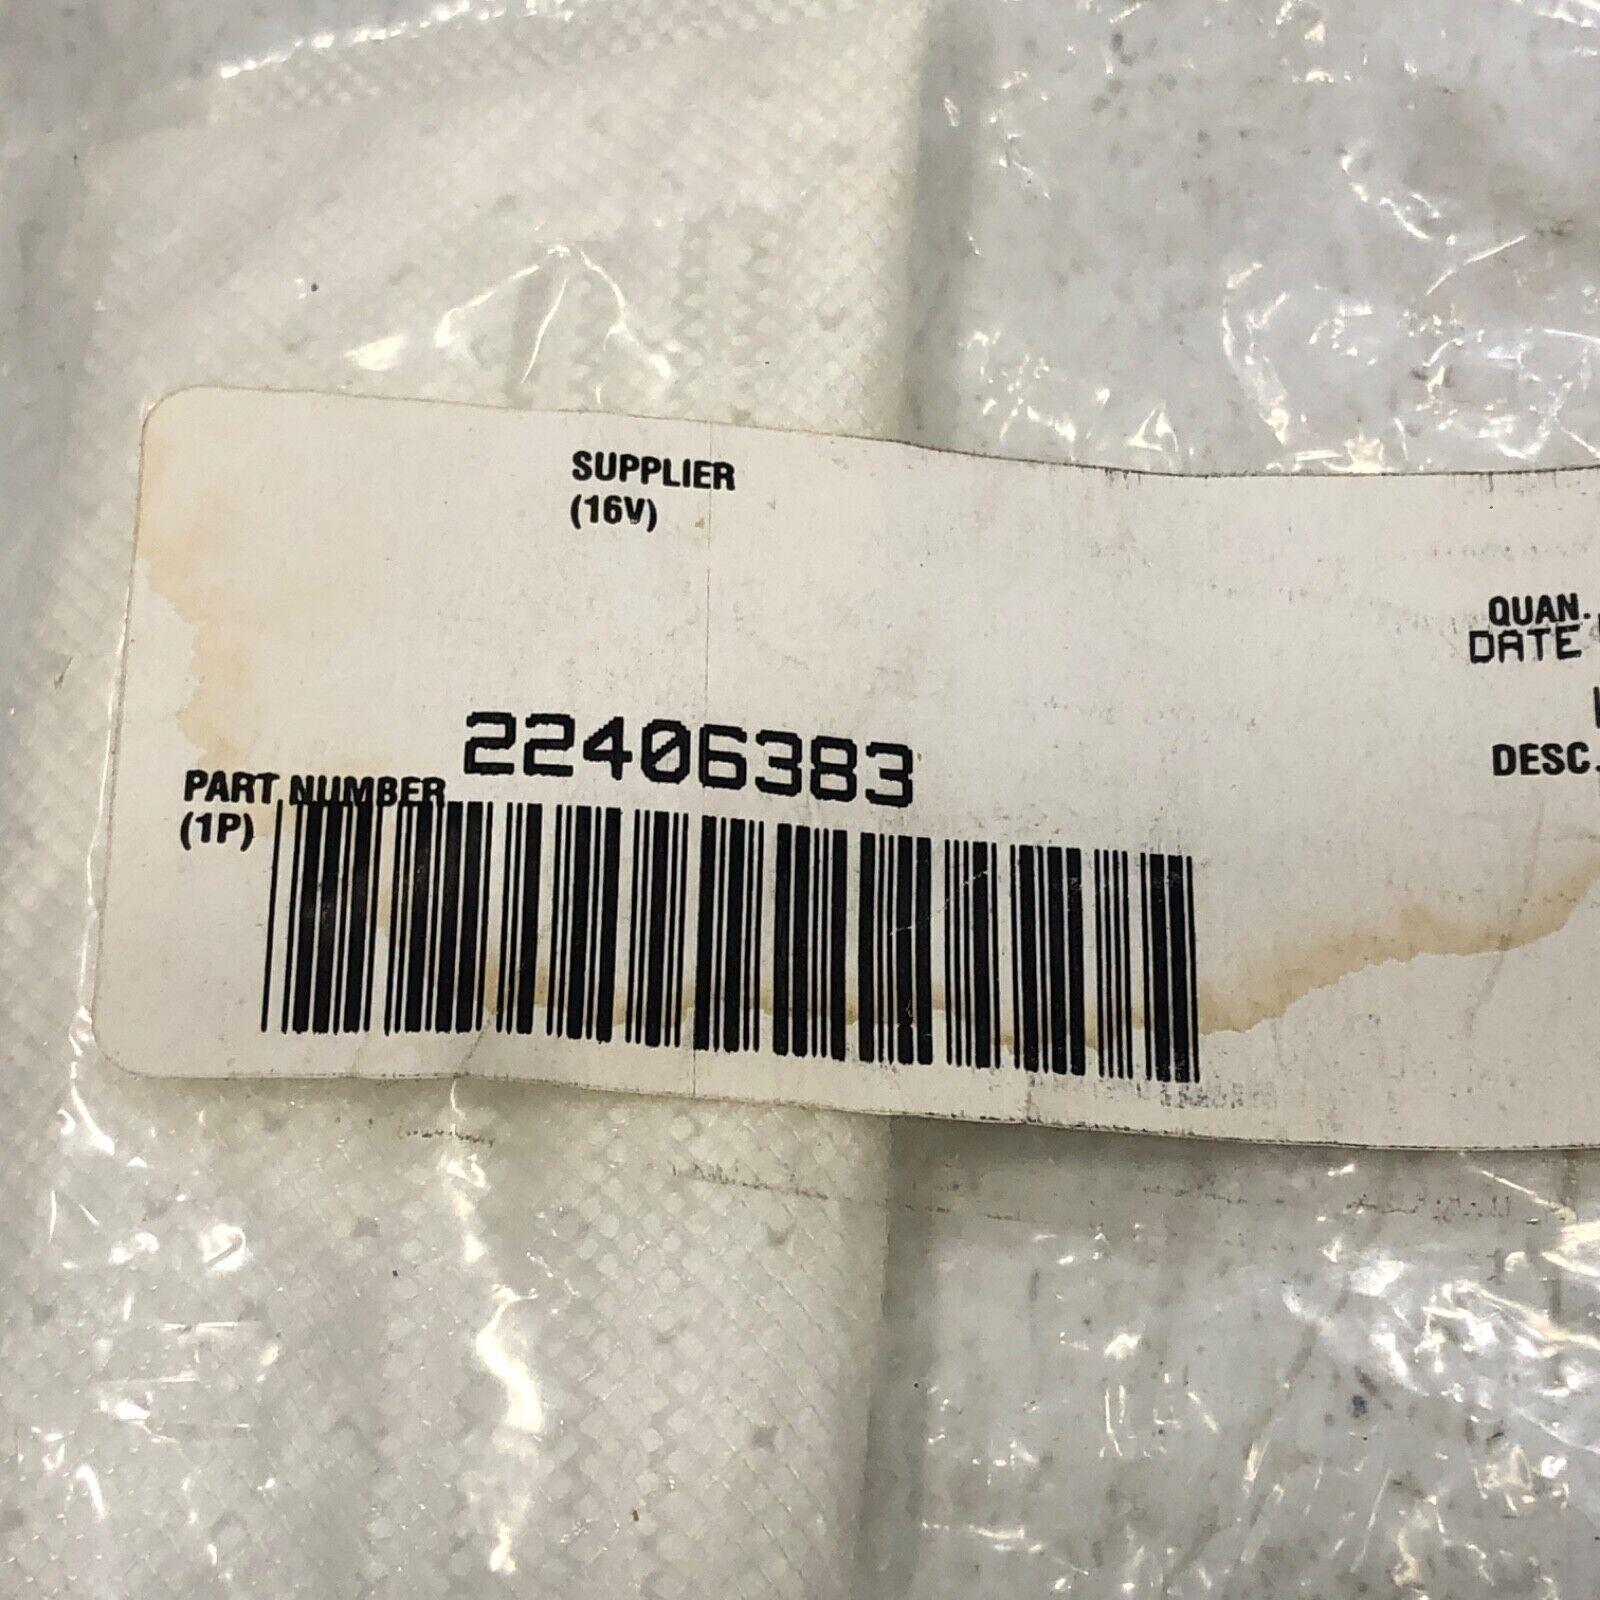 SUPPLIER
(16V)
QUAN.
DATE
22406383
DESC.
PART NUMBER
(1P)